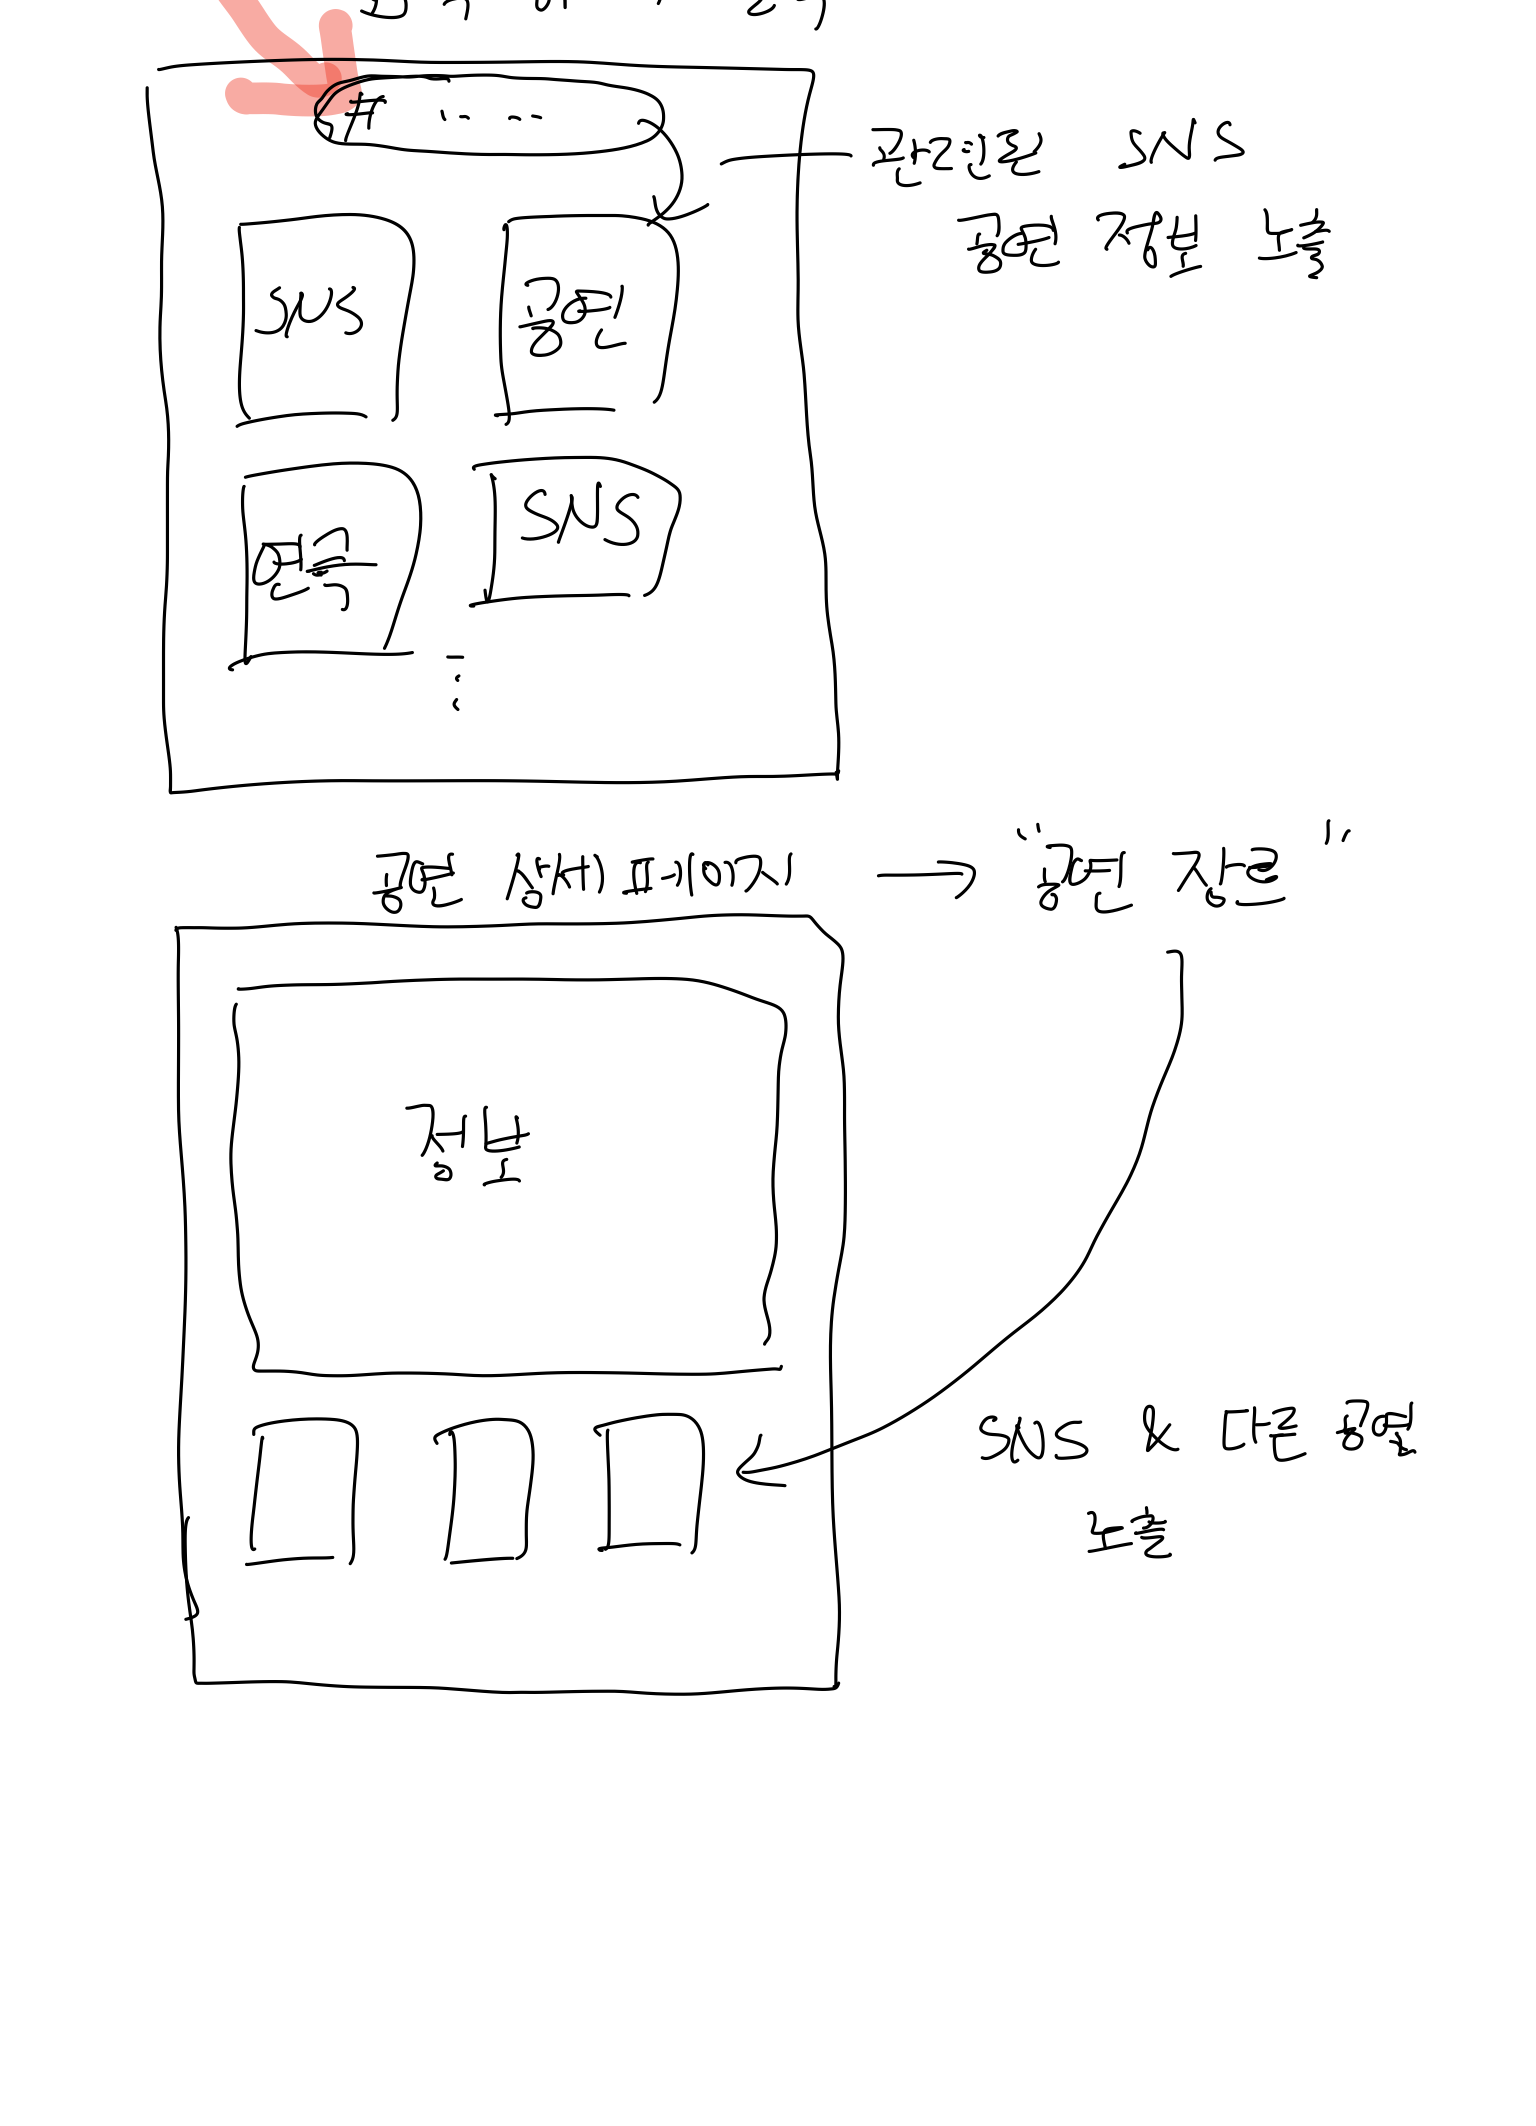 # .. --
관련된 SNS
공연 정보 노출
SNS
공연
연극
SNS
공연 상세 페이지 → "공연 장르"
정보
SNS & 다른 공연
노출